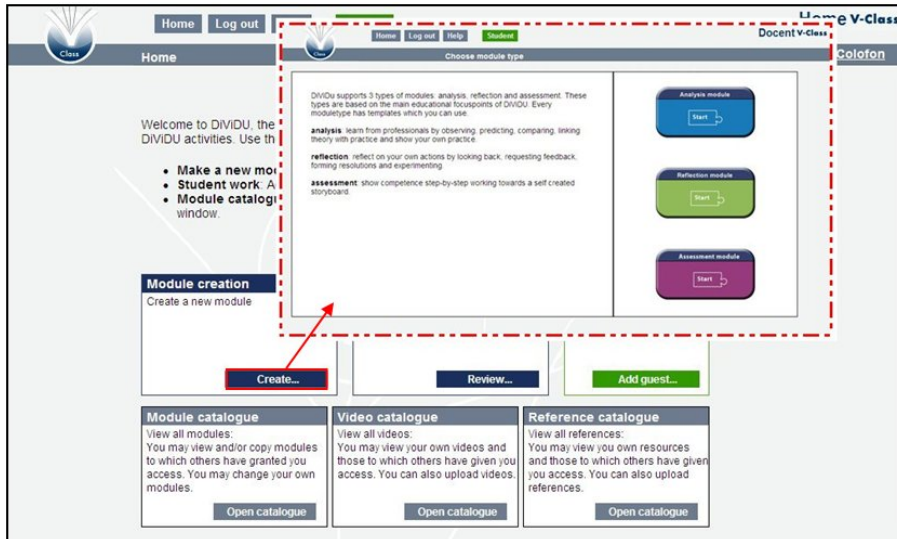 Home Log out
Home V-Class
Class
Home
Colofon
Welcome to DiViDU, the
DiViDU activities. Use th
Make a new mo
Student work: A
Module catalogu
window.
Home Log out Help Student
Docent V-Class
Class
Choose module type
DiViDu supports 3 types of modules: analysis, reflection and assessment. These
types are based on the main educational focuspoints of DiViDU. Every
moduletype has templates which you can use.
analysis: learn from professionals by observing, predicting, comparing, linking
theory with practice and show your own practice.
reflection: reflect on your own actions by looking back, requesting feedback,
forming resolutions and experimenting.
assessment: show competence step-by-step working towards a self created
storyboard.
Analysis module
Start
Reflection module
Start
Assessment module
Start
Module creation
Create a new module
Create...
Review...
Add guest...
Module catalogue
View all modules:
You may view and/or copy modules
to which others have granted you
access. You may change your own
modules.
Open catalogue
Video catalogue
View all videos:
You may view your own videos and
those to which others have given you
access. You can also upload videos.
Open catalogue
Reference catalogue
View all references:
You may view you own resources
and those to which others have given
you access. You can also upload
references.
Open catalogue